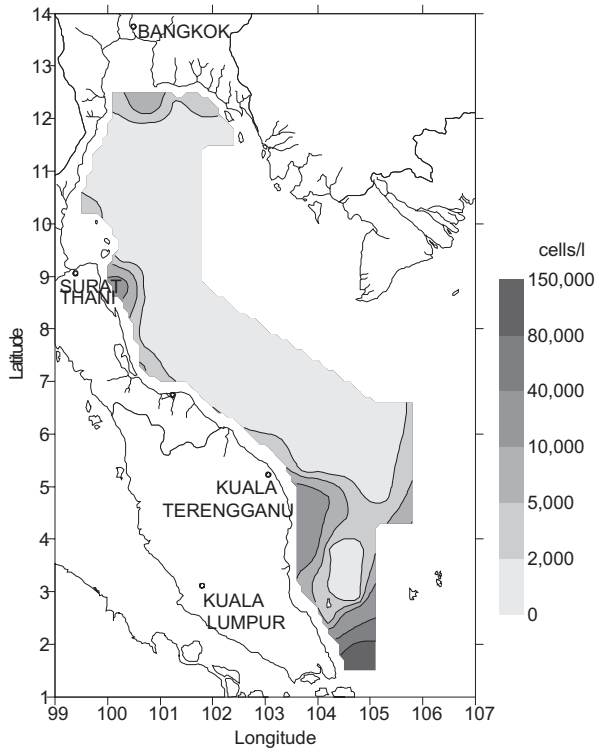 14
BANGKOK
13
12
11
10
cells/l
9
150,000
SURAT
THANI
80,000
8
Latitude
40,000
7
10,000
6
5,000
5
KUALA
TERENGGANU
2,000
4
0
3
KUALA
LUMPUR
2
1
99 100 101 102 103 104 105 106 107
Longitude